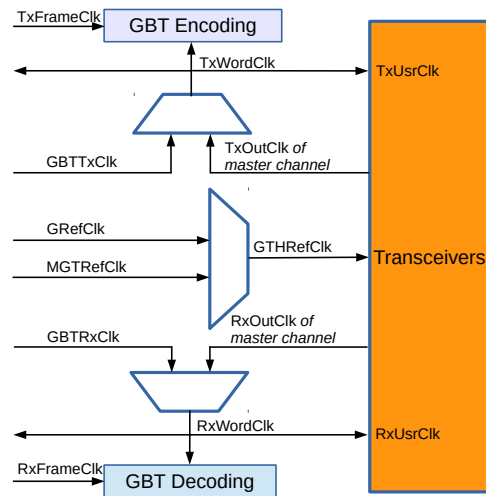 TxFrameClk
GBT Encoding
TxWordClk
TxUsrClk
GBTTxClk
TxOutClk of
master channel
GRefClk
GTHRefClk
Transceivers
MGTRefClk
RxOutClk of
master channel
GBTRxClk
RxWordClk
RxUsrClk
RxFrameClk
GBT Decoding